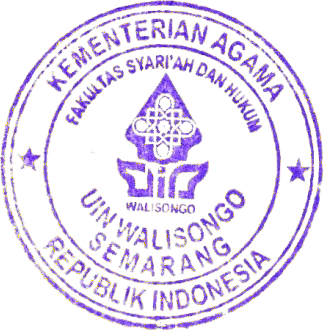 KEMENTERIAN AGAMA
FAKULTAS SYARI'AH DAN HUKUM
WALISONGO
UIN WALISONGO
SEMARANG
REPUBLIK INDONESIA